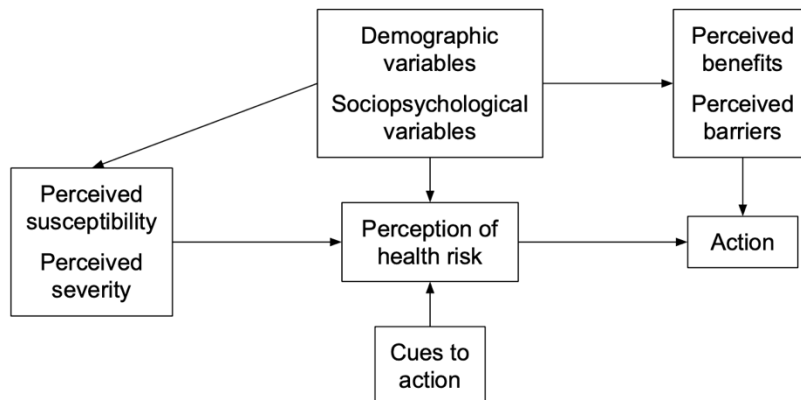 Demographic
variables
Sociopsychological
variables
Perceived
benefits
Perceived
barriers
Perceived
susceptibility
Perceived
severity
Perception of
health risk
Action
Cues to
action